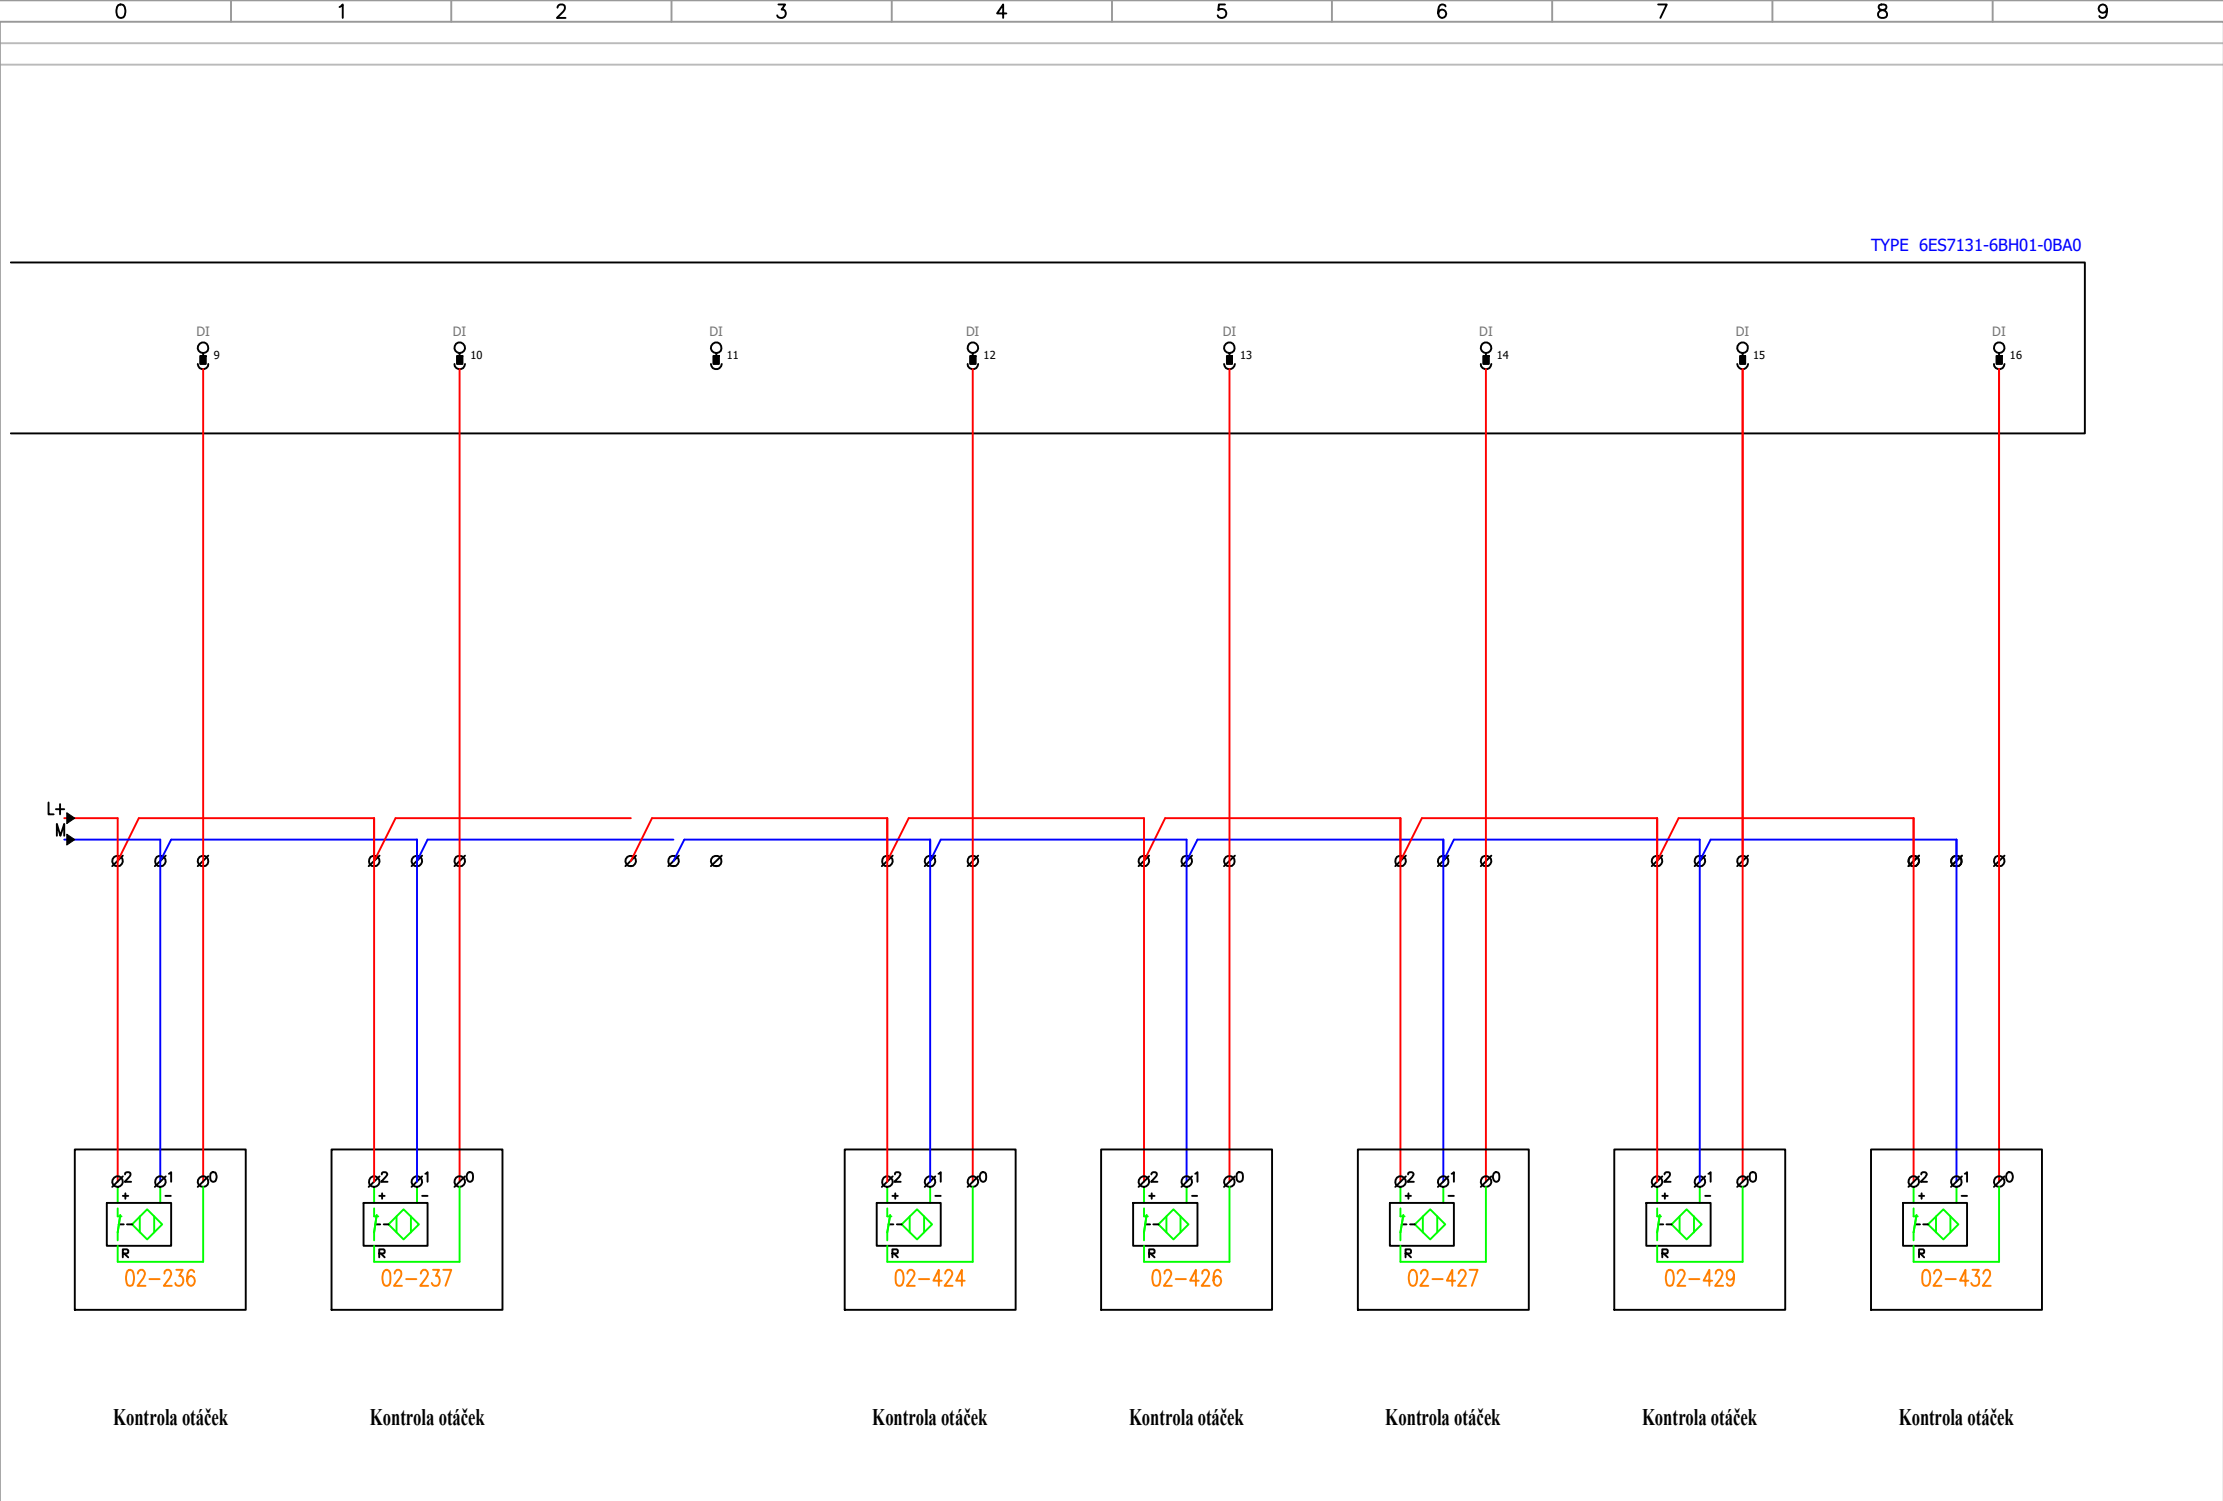 0 1 2 3 4 5 6 7 8 9
TYPE 6ES7131-6BH01-0BA0
DI DI DI DI DI DI DI DI
9 10 11 12 13 14 15 16
L+
M
2 1 0 2 1 0 2 1 0 2 1 0 2 1 0 2 1 0 2 1 0
+ - + - + - + - + - + - + -
R R R R R R R
02-236 02-237 02-424 02-426 02-427 02-429 02-432
Kontrola otáček Kontrola otáček Kontrola otáček Kontrola otáček Kontrola otáček Kontrola otáček Kontrola otáček